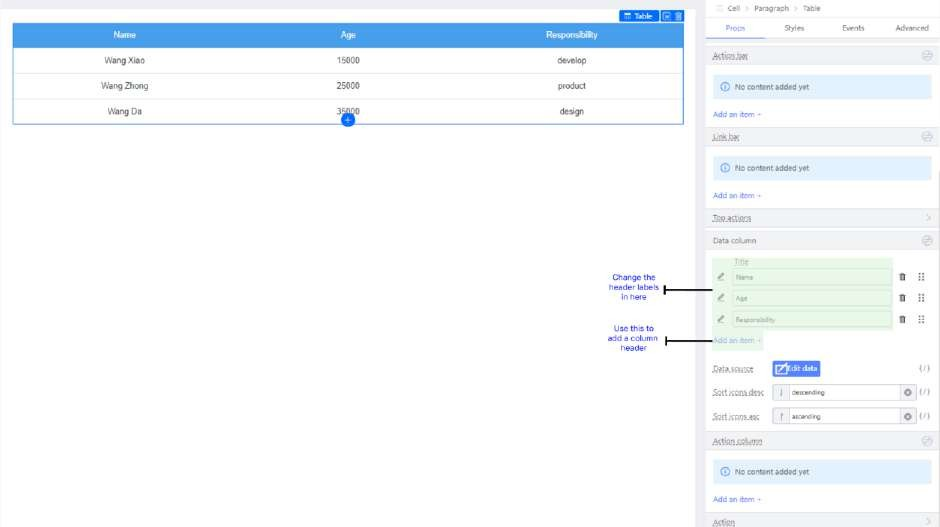 Cell > Paragraph > Table
Table
Props Styles Events Advanced
Name Age Responsibility
Wang Xiao 15000 develop
Wang Zhong 25000 product
Wang Da 35000 design
Action bar
No content added yet
Add an item +
Link bar
No content added yet
Add an item +
Top actions
Data column
Title
Name
Age
Responsibility
Add an item +
Change the
header labels
in here
Use this to
add a column
header
Data source Edit data {/}
Sort icons desc descending {/}
Sort icons asc ascending {/}
Action column
No content added yet
Add an item +
Action